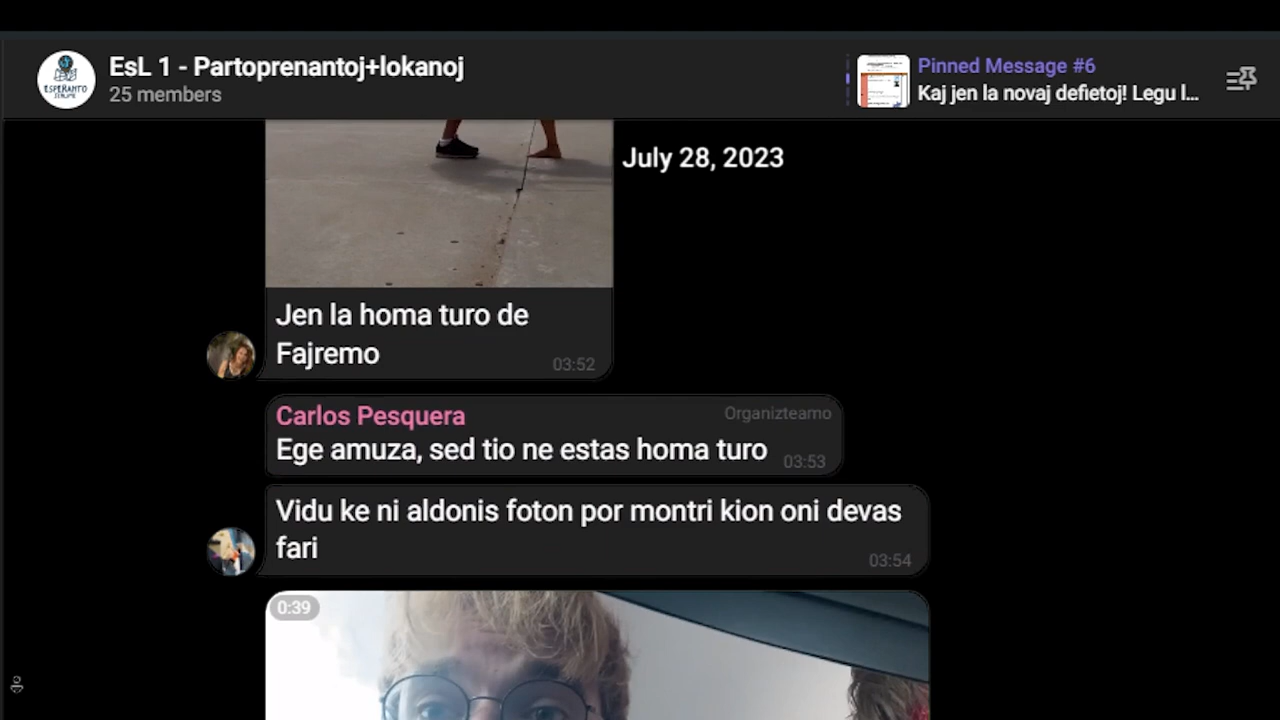 EsL 1 - Partoprenantoj+lokanoj
25 members
Pinned Message #6
Kaj jen la novaj defietoj! Legu l...
ESPERANTO
July 28, 2023
Jen la homa turo de
Fajremo
03:52
Carlos Pesquera
Organizteamo
Ege amuza, sed tio ne estas homa turo
03:53
Vidu ke ni aldonis foton por montri kion oni devas
fari
03:54
0:39